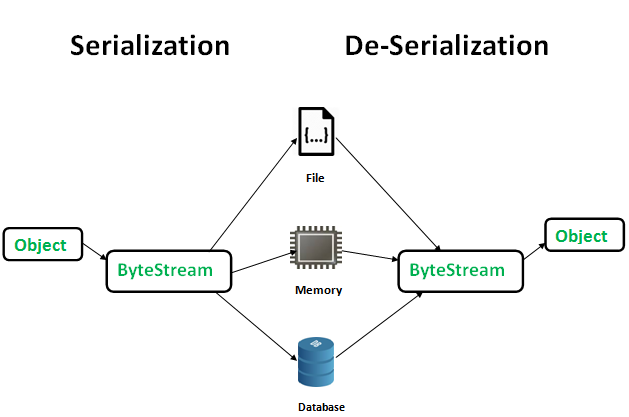 Serialization
De-Serialization
{...}
File
Object
ByteStream
Memory
ByteStream
Object
Database